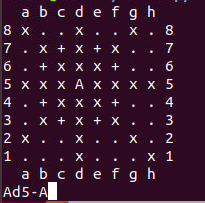 a b c d e f g h
8 x . . x . . x . 8
7 . x + x + x . . 7
6 . + x x x + . . 6
5 x x x A x x x x 5
4 . + x x x + . . 4
3 . x + x + x . . 3
2 x . . x . . x . 2
1 . . . x . . . x 1
a b c d e f g h
Ad5-A